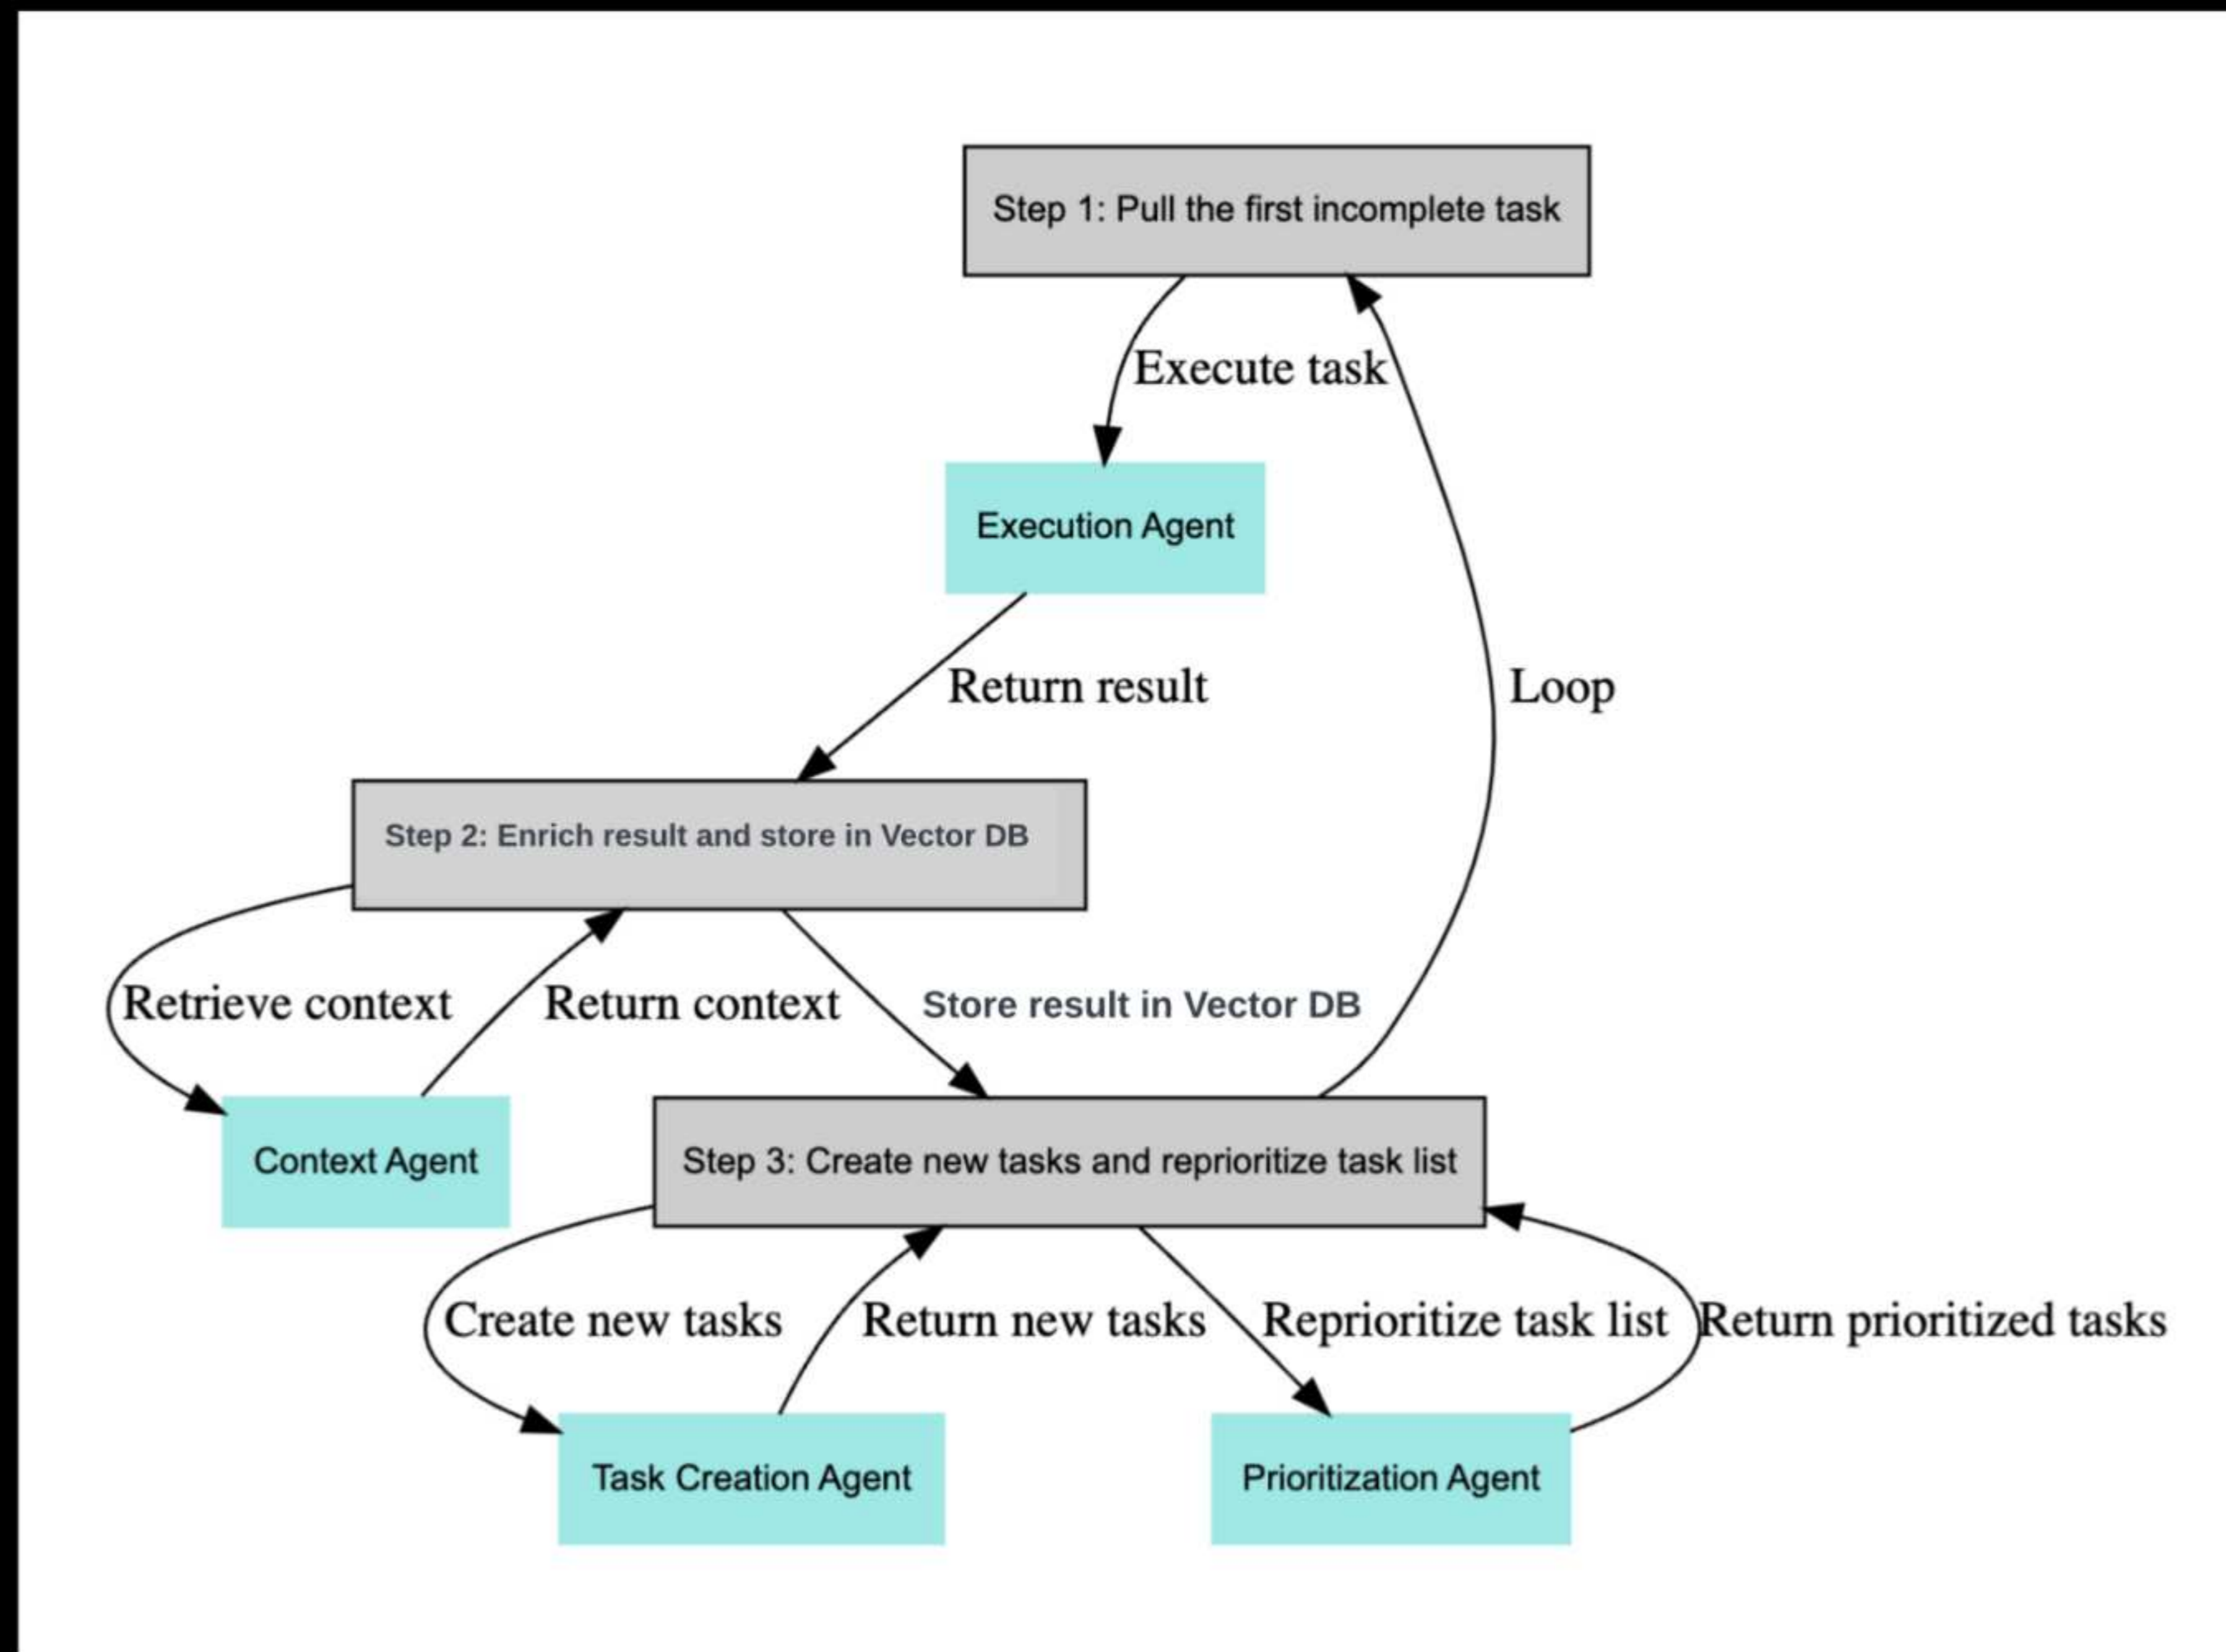 Step 1: Pull the first incomplete task
Execute task
Execution Agent
Return result
Loop
Step 2: Enrich result and store in Vector DB
Retrieve context
Return context
Store result in Vector DB
Context Agent
Step 3: Create new tasks and reprioritize task list
Create new tasks
Return new tasks
Reprioritize task list
Return prioritized tasks
Task Creation Agent
Prioritization Agent